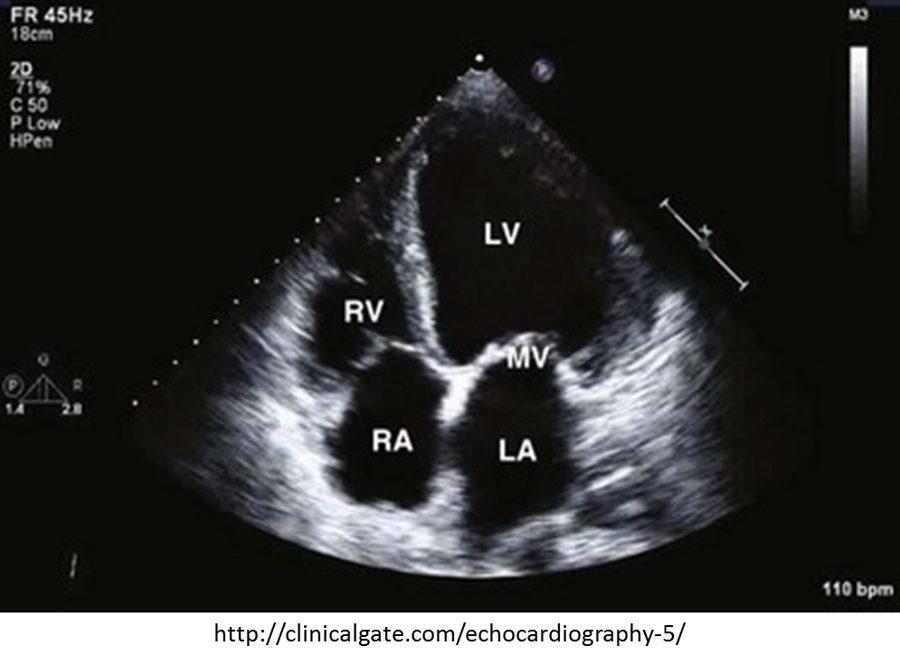 FR 45Hz
18cm
M3
2D
71%
C 50
P Low
HPen
P
LV
RV
MV
RA
LA
G
P
R
1.4
2.8
110 bpm
http://clinicalgate.com/echocardiography-5/